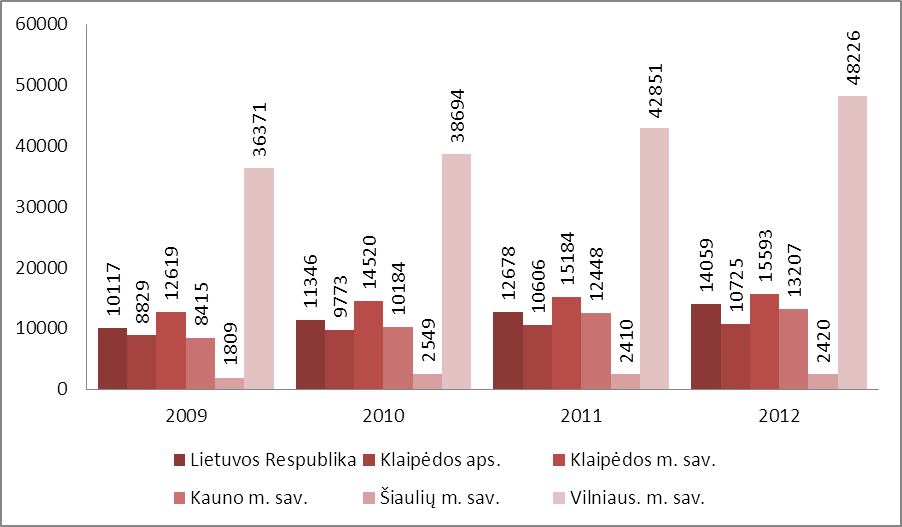 60000
50000
40000
30000
20000
10000
0
10117 8829 12619 8415 1809 36371
11346 9773 14520 10184 2549 38694
12678 10606 15184 12448 2410 42851
14059 10725 15593 13207 2420 48226
2009 2010 2011 2012
Lietuvos Respublika Klaipėdos aps. Klaipėdos m. sav.
Kauno m. sav. Šiaulių m. sav. Vilniaus. m. sav.